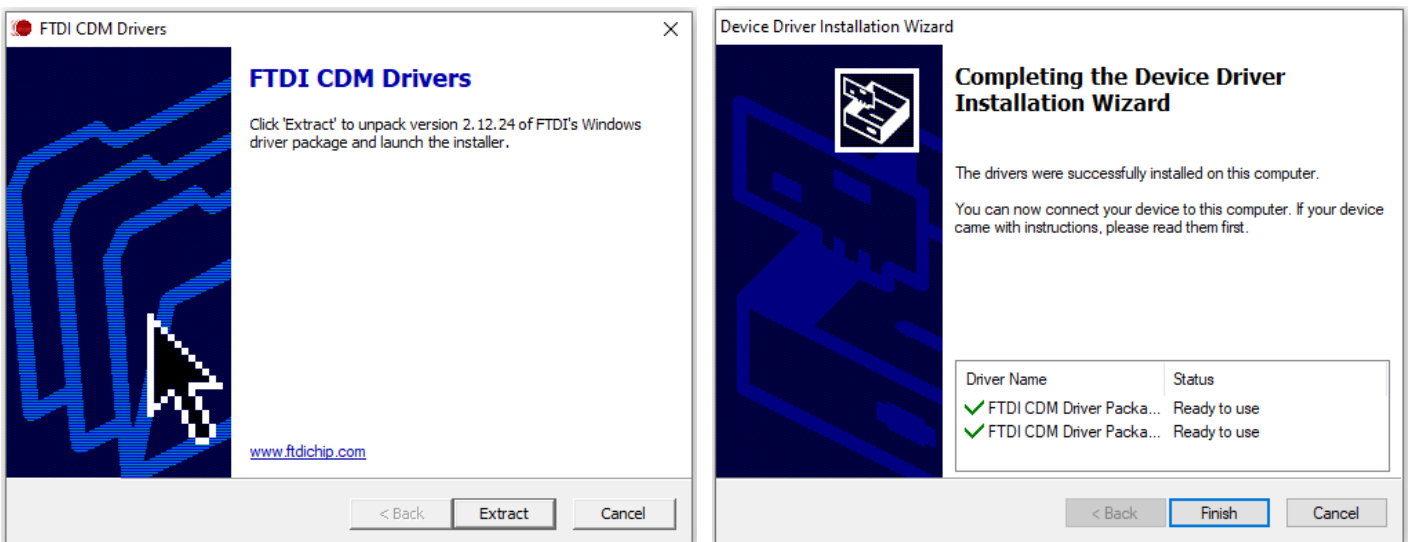 FTDI CDM Drivers
FTDI CDM Drivers
Click 'Extract' to unpack version 2.12.24 of FTDI's Windows
driver package and launch the installer.
www.ftdichip.com
< Back Extract Cancel
Device Driver Installation Wizard
Completing the Device Driver
Installation Wizard
The drivers were successfully installed on this computer.
You can now connect your device to this computer. If your device
came with instructions, please read them first.
Driver Name Status
FTDI CDM Driver Packa... Ready to use
FTDI CDM Driver Packa... Ready to use
< Back Finish Cancel